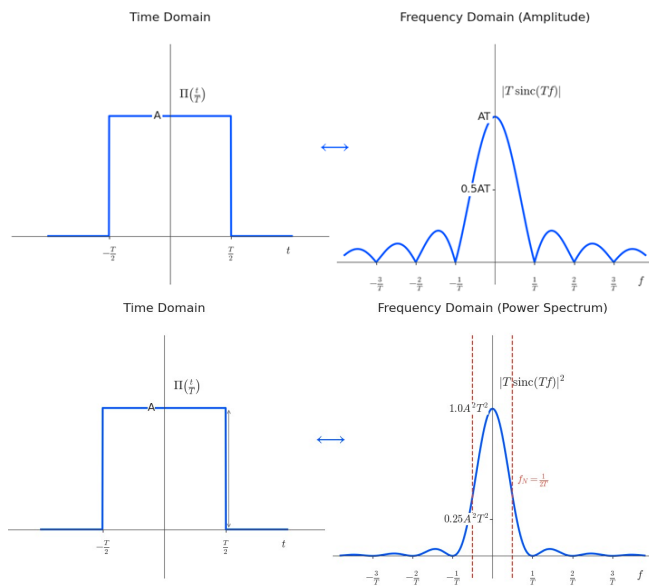 Time Domain
Frequency Domain (Amplitude)
Π(t/T)
A
-T/2
T/2
t
|T sinc(Tf)|
AT
0.5AT
-3/T
-2/T
-1/T
1/T
2/T
3/T
f
Time Domain
Frequency Domain (Power Spectrum)
Π(t/T)
A
-T/2
T/2
t
|T sinc(Tf)|²
1.0A²T²
f_N = 1/2T
0.25A²T²
-3/T
-2/T
-1/T
1/T
2/T
3/T
f